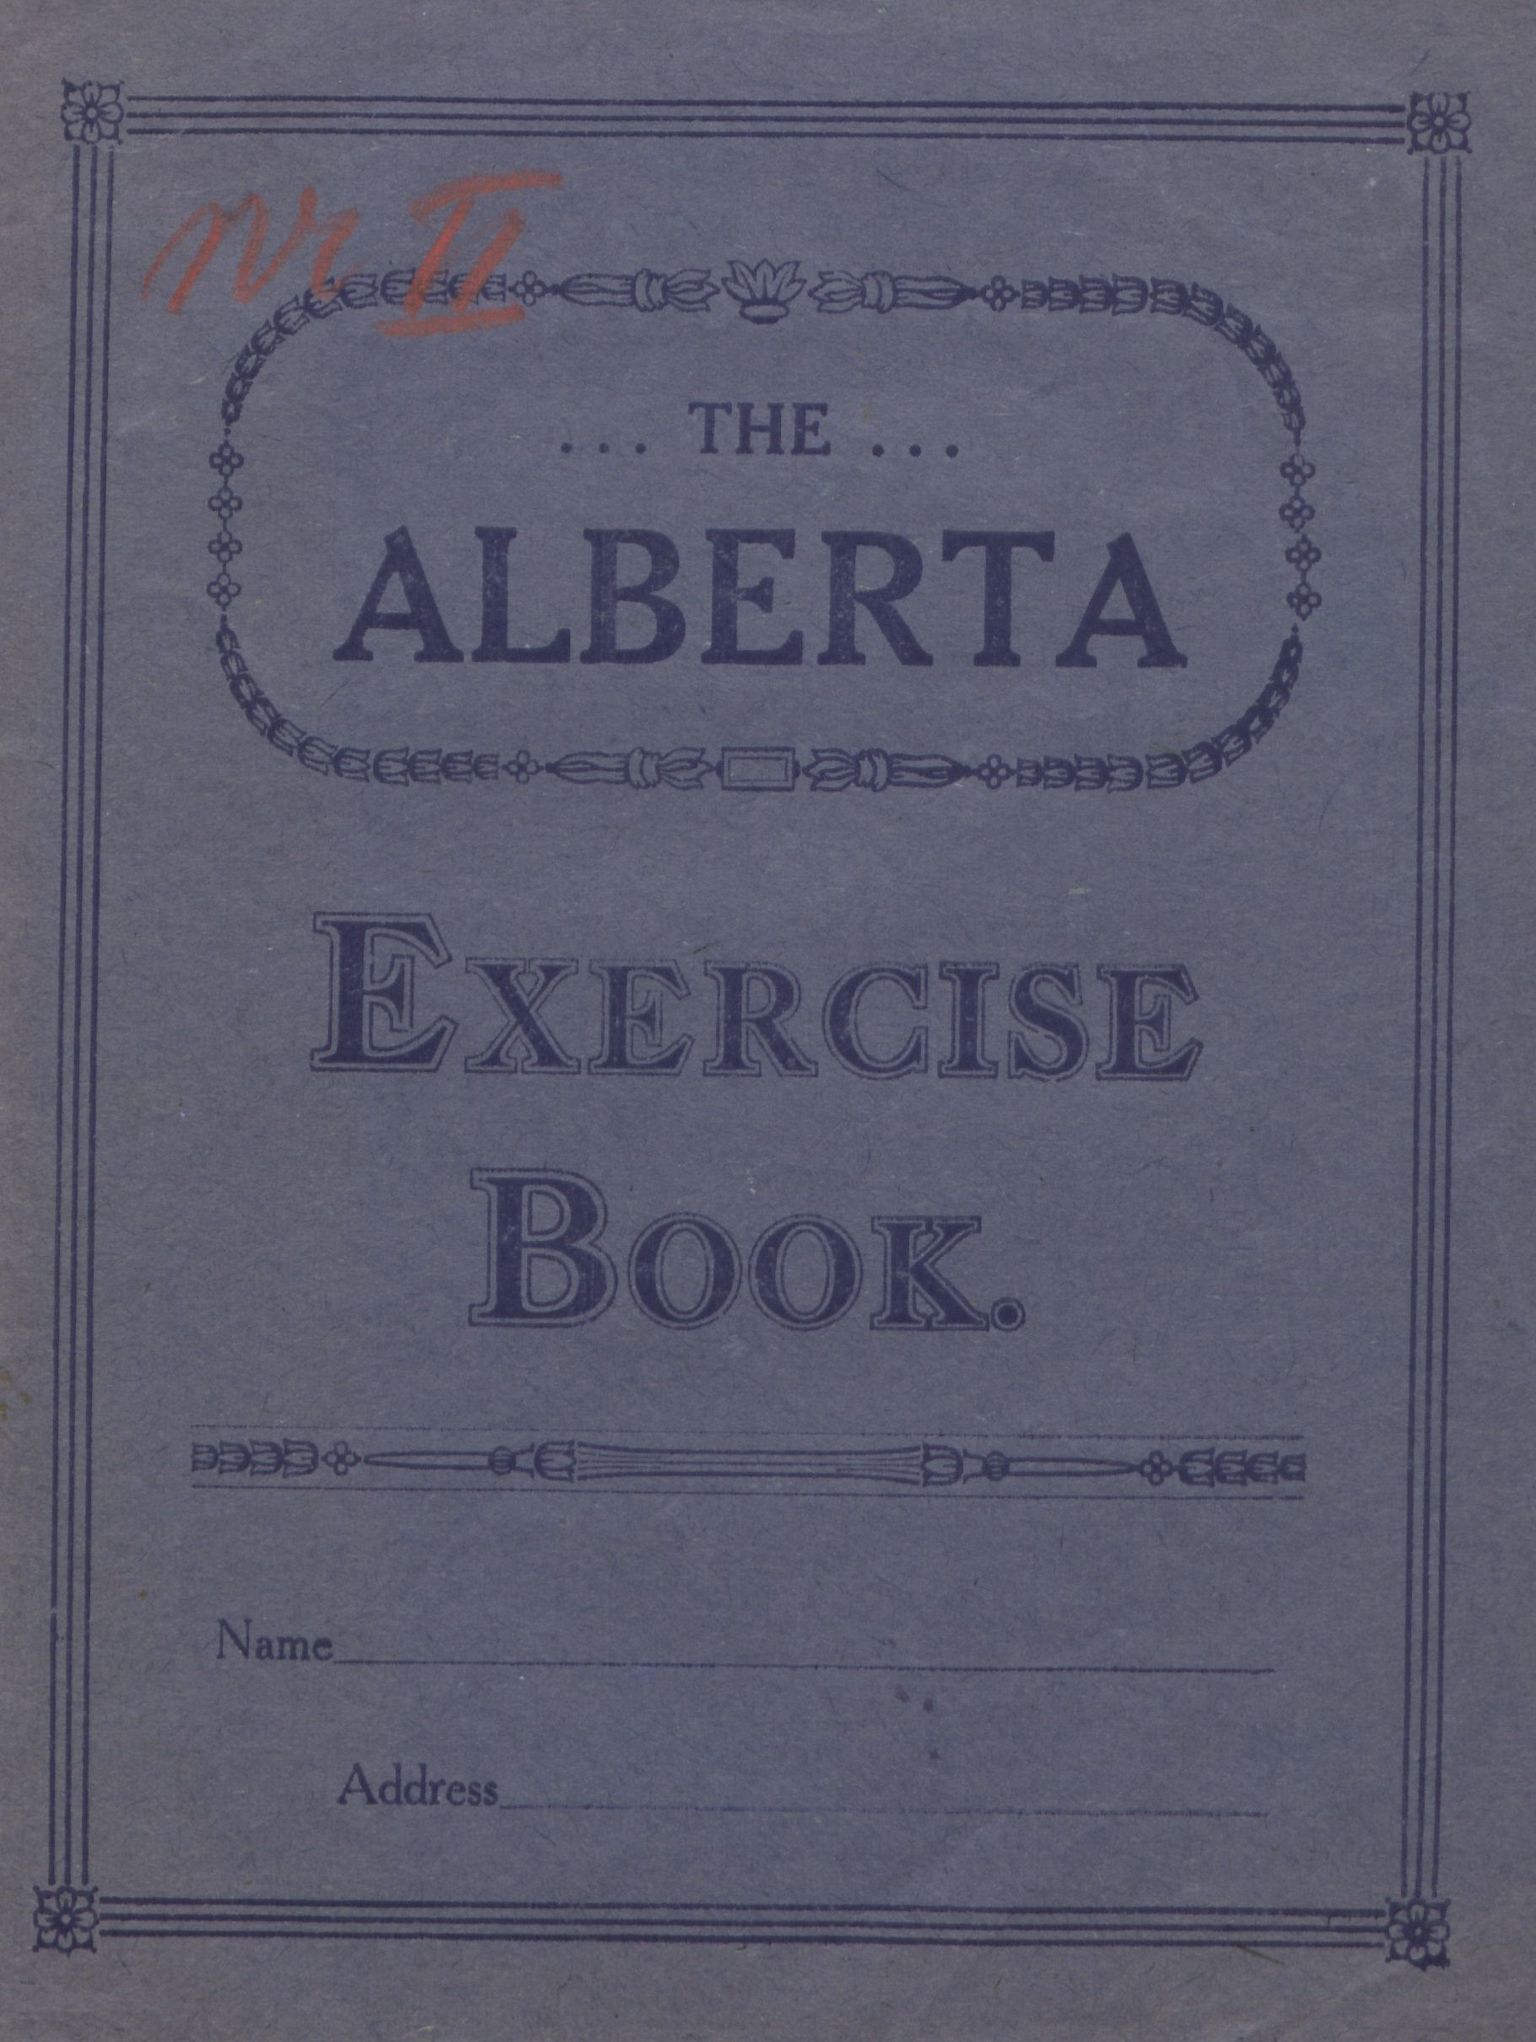 Nr II
... THE ...
ALBERTA
EXERCISE
BOOK.
Name
Address